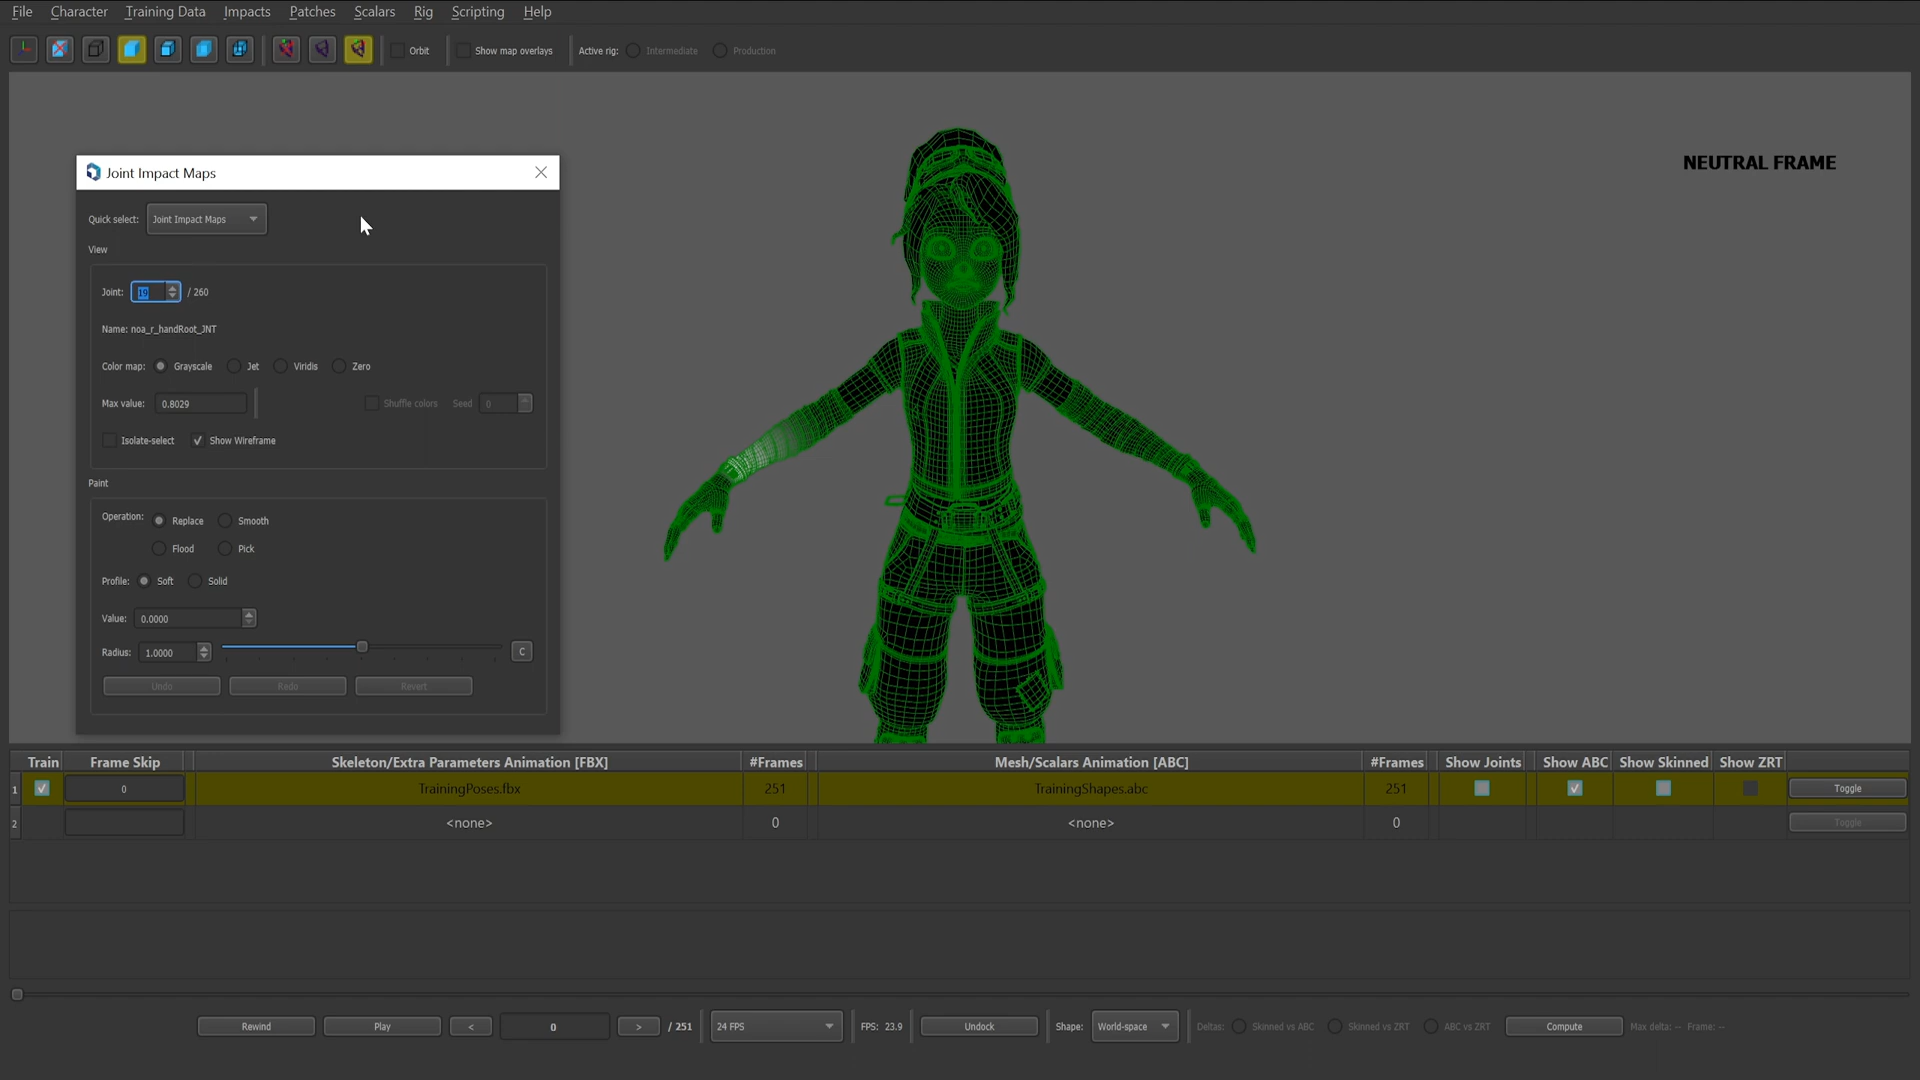 File Character Training Data Impacts Patches Scalars Rig Scripting Help
Orbit Show map overlays Active rig: Intermediate Production
NEUTRAL FRAME
Joint Impact Maps
Quick select: Joint Impact Maps
View
Joint: 19 / 260
Name: noa_r_handRoot_JNT
Color map: Grayscale Jet Viridis Zero
Max value: 0.8029 Shuffle colors Seed 0
Isolate-select Show Wireframe
Paint
Operation: Replace Smooth
Flood Pick
Profile: Soft Solid
Value: 0.0000
Radius: 1.0000 C
Undo Redo Revert
Train Frame Skip Skeleton/Extra Parameters Animation [FBX] #Frames Mesh/Scalars Animation [ABC] #Frames Show Joints Show ABC Show Skinned Show ZRT
1 0 TrainingPoses.fbx 251 TrainingShapes.abc 251 Toggle
2 <none> 0 <none> 0 Toggle
Rewind Play < 0 > / 251 24 FPS FPS: 23.9 Undock Shape: World-space Deltas: Skinned vs ABC Skinned vs ZRT ABC vs ZRT Compute Max delta: -- Frame: --